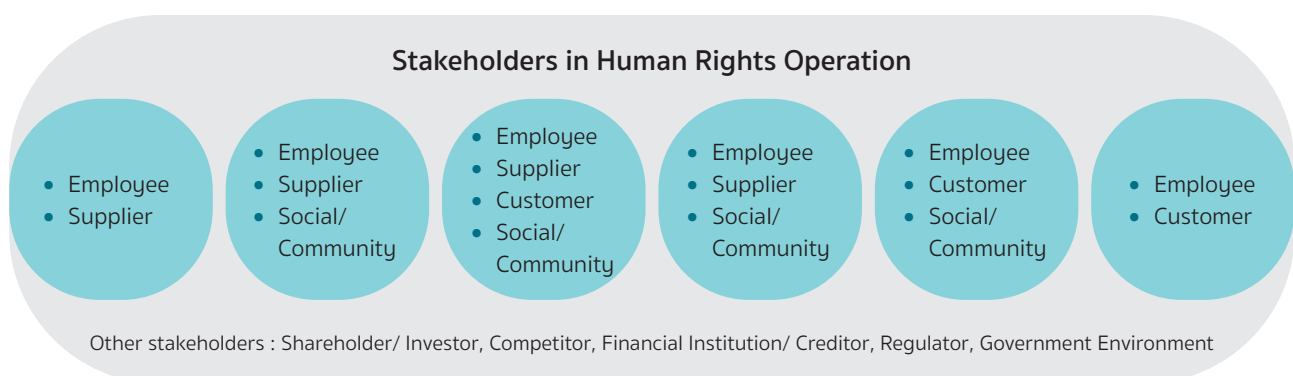 Stakeholders in Human Rights Operation
• Employee
• Supplier
• Employee
• Supplier
• Social/
Community
• Employee
• Supplier
• Customer
• Social/
Community
• Employee
• Supplier
• Social/
Community
• Employee
• Customer
• Social/
Community
• Employee
• Customer
Other stakeholders : Shareholder/ Investor, Competitor, Financial Institution/ Creditor, Regulator, Government Environment